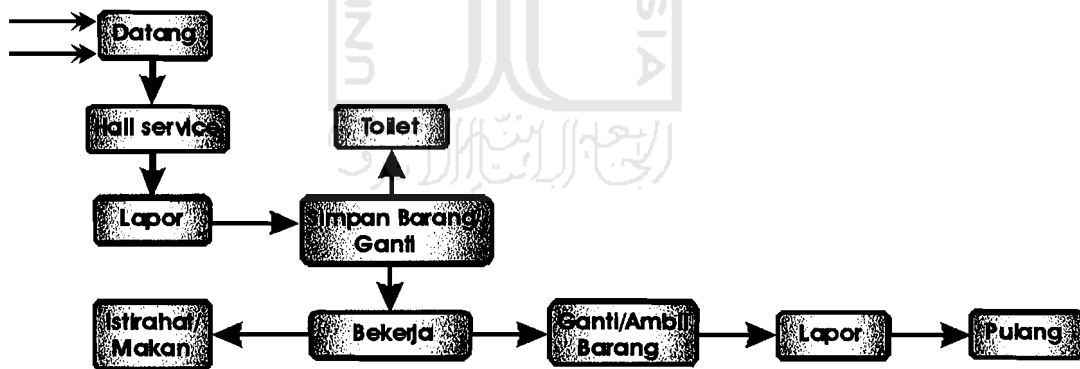 Datang
Hall service
Toilet
Lapor
Simpan Barang/
Ganti
Istirahat/
Makan
Bekerja
Ganti/Ambil
Barang
Lapor
Pulang